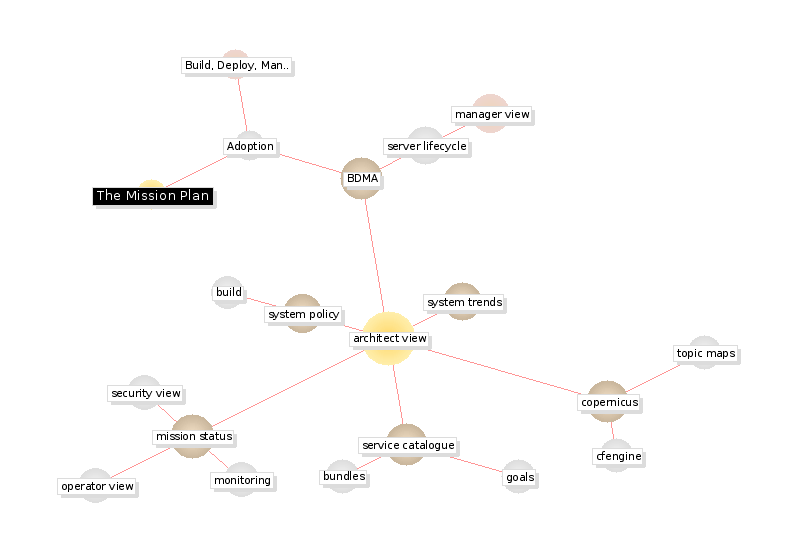 Build, Deploy, Man..
manager view
Adoption
server lifecycle
BDMA
The Mission Plan
build
system trends
system policy
architect view
topic maps
security view
copernicus
mission status
service catalogue
cfengine
bundles
goals
monitoring
operator view